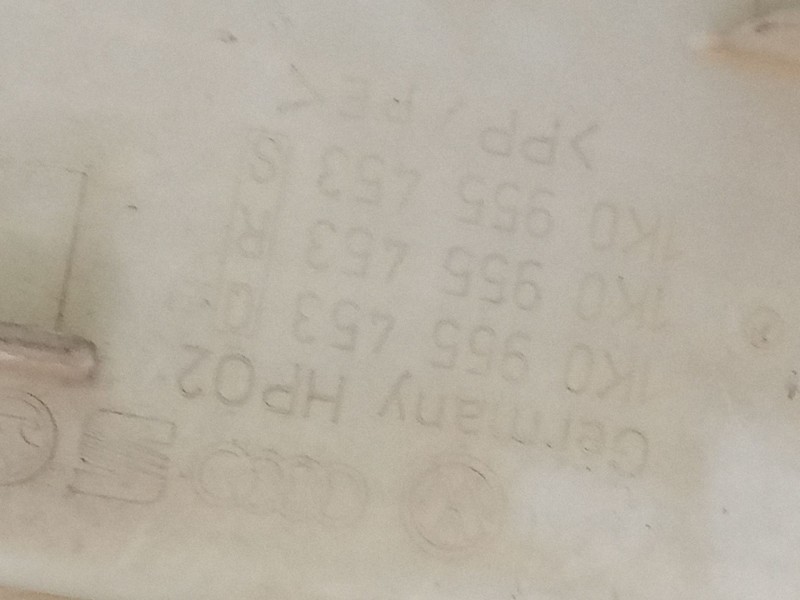 Germany HP02
1K0 955 453 Q
1K0 955 453 R
1K0 955 453 S
>PP / PE<